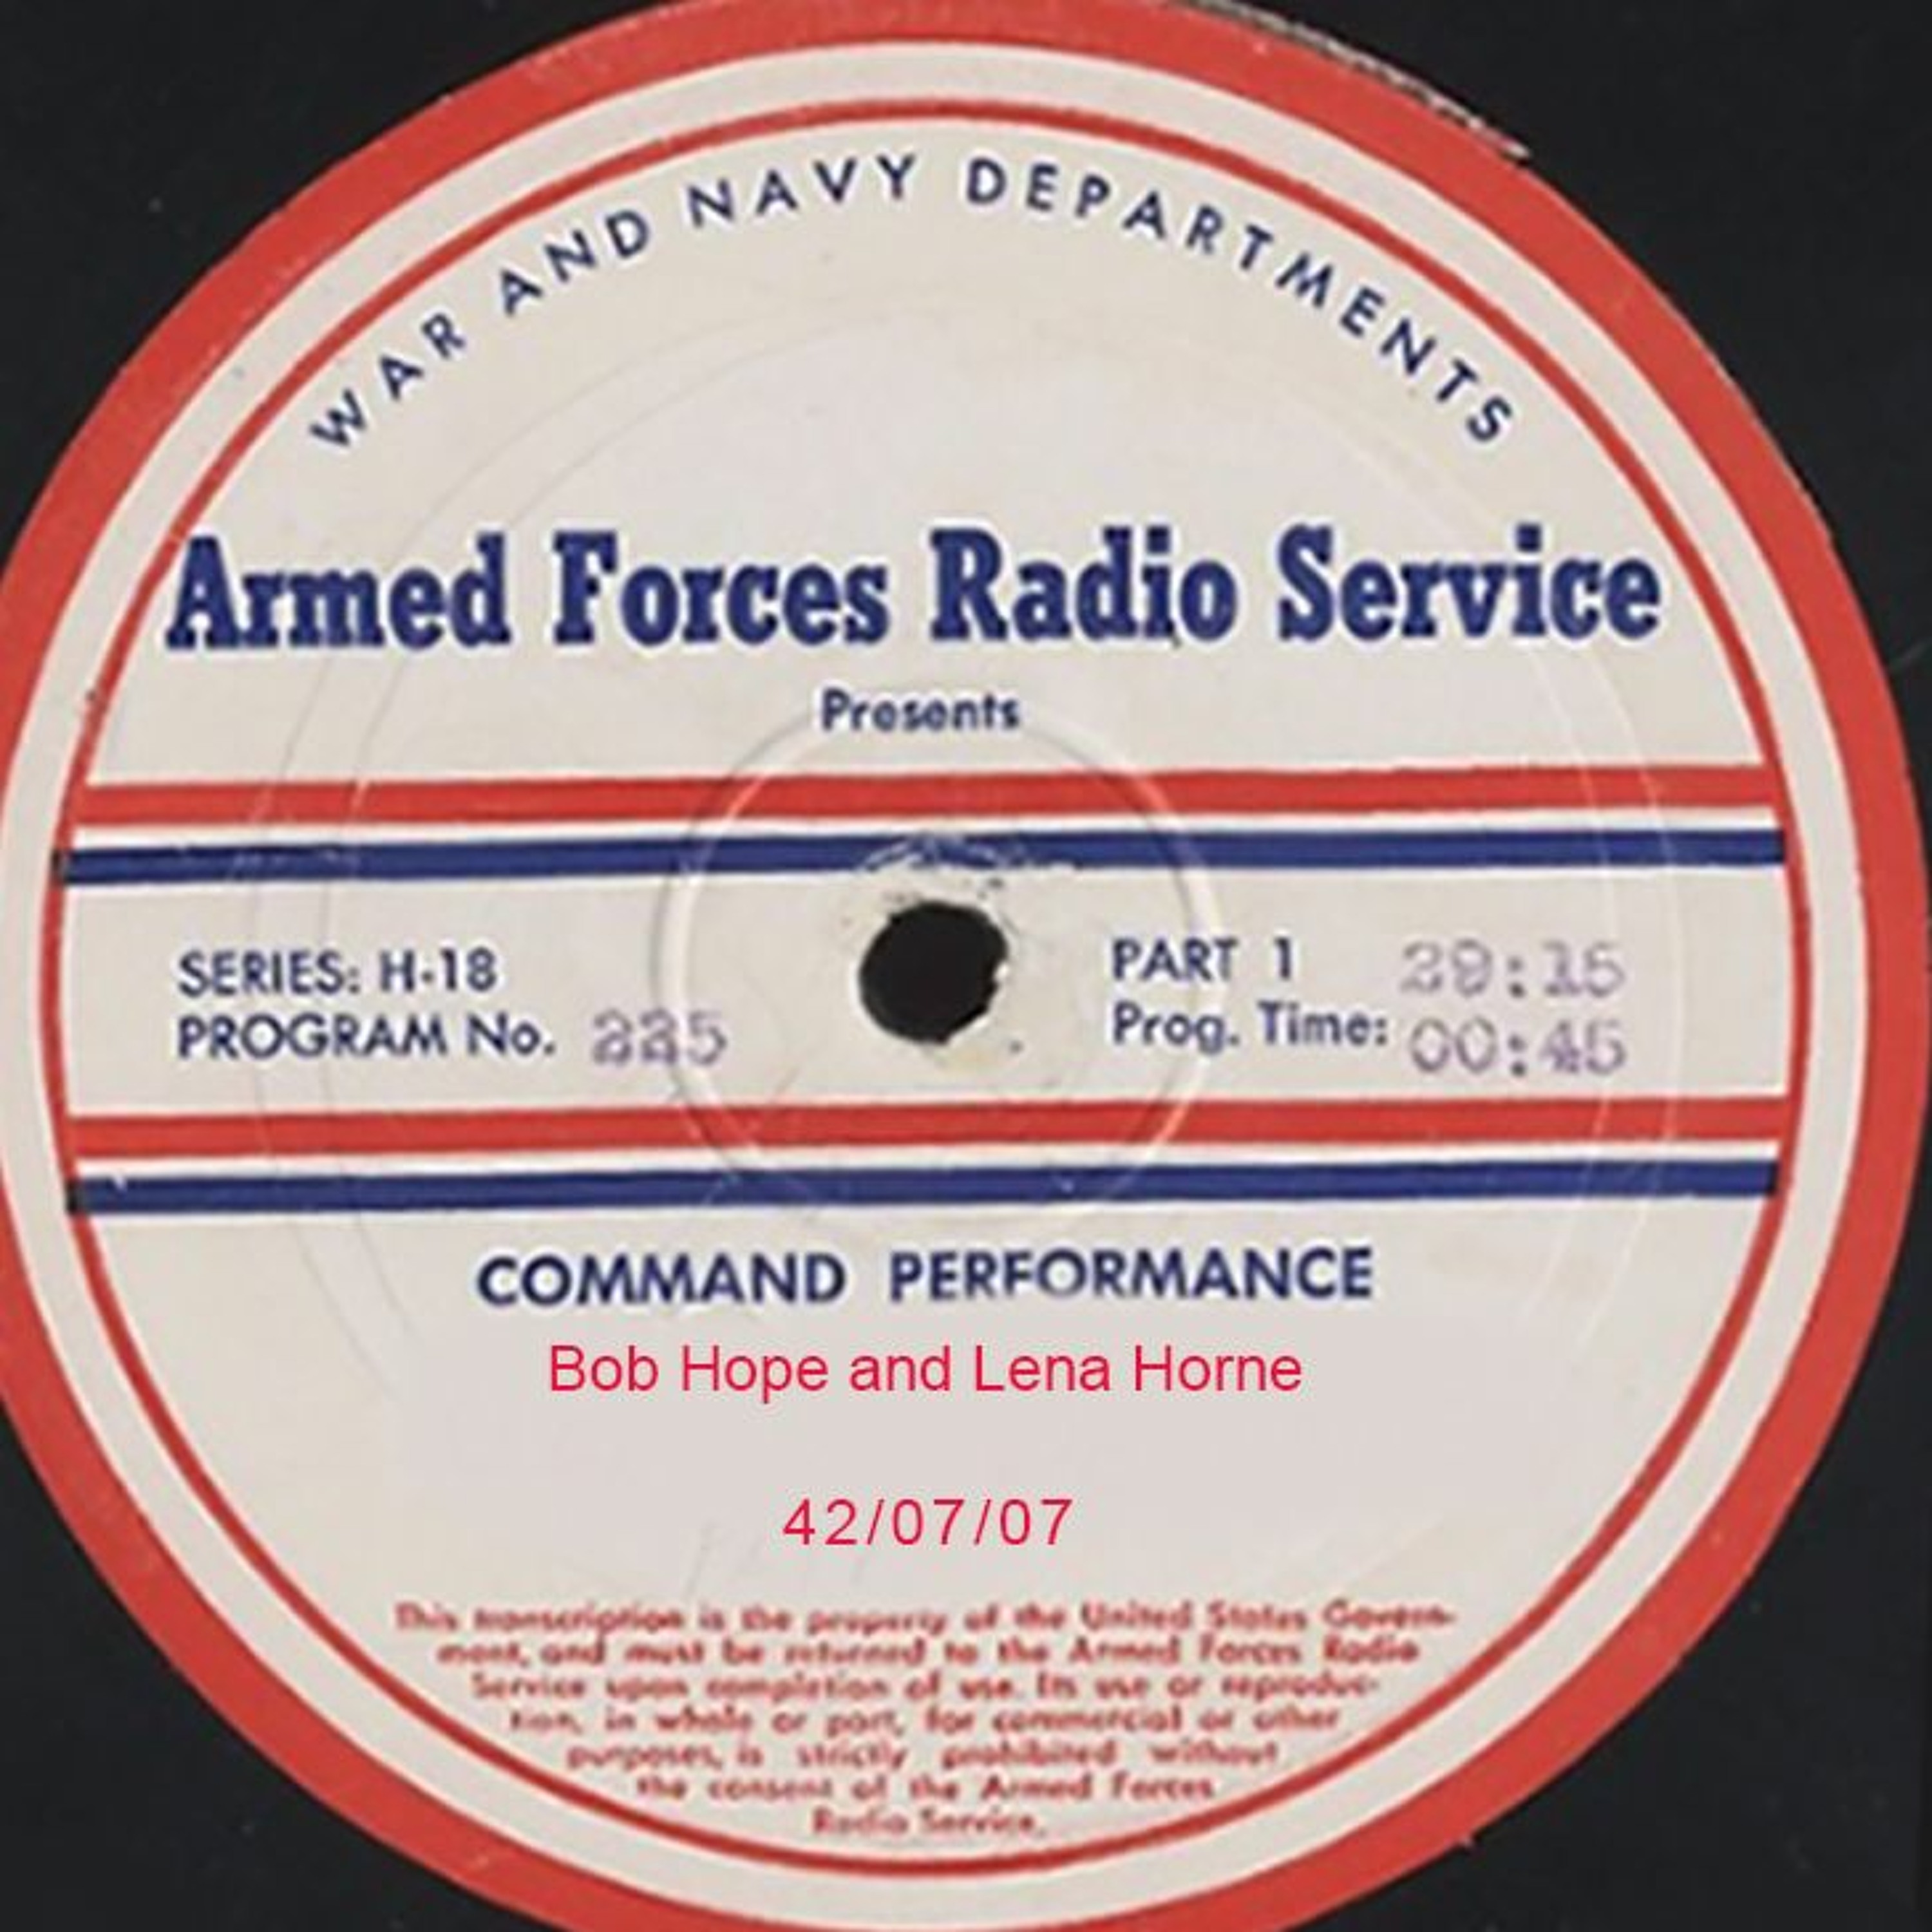 WAR AND NAVY DEPARTMENTS
Armed Forces Radio Service
Presents
SERIES: H-18
PROGRAM No. 225
PART 1 29:15
Prog. Time: 00:45
COMMAND PERFORMANCE
Bob Hope and Lena Horne
42/07/07
This transcription is the property of the United States Govern-
ment, and must be returned to the Armed Forces Radio
Service upon completion of use. Its use or reproduc-
tion, in whole or part, for commercial or other
purposes, is strictly prohibited without
the consent of the Armed Forces
Radio Service.